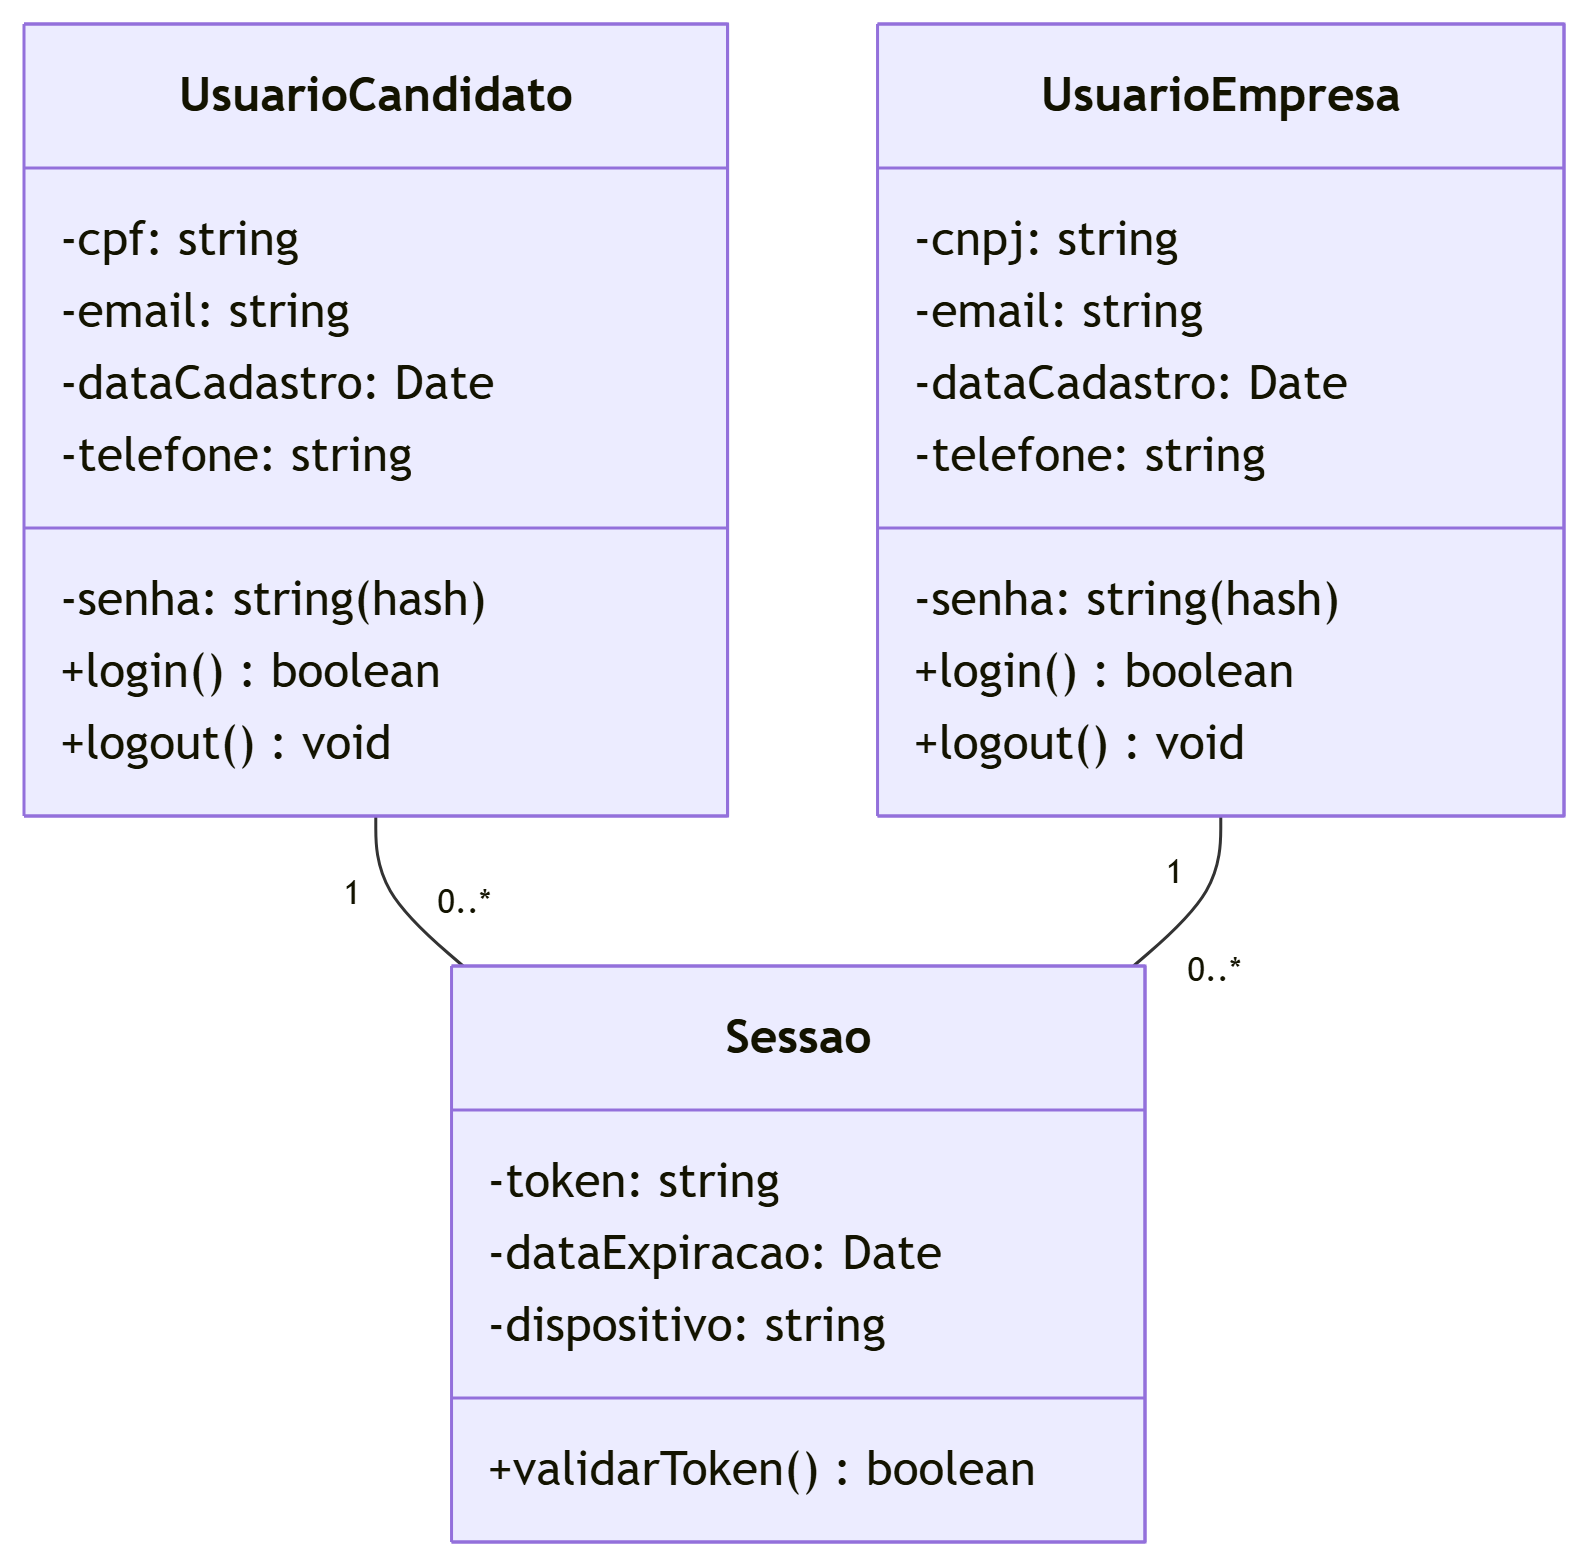 UsuarioCandidato
-cpf: string
-email: string
-dataCadastro: Date
-telefone: string
-senha: string(hash)
+login() : boolean
+logout() : void
UsuarioEmpresa
-cnpj: string
-email: string
-dataCadastro: Date
-telefone: string
-senha: string(hash)
+login() : boolean
+logout() : void
1
0..*
1
0..*
Sessao
-token: string
-dataExpiracao: Date
-dispositivo: string
+validarToken() : boolean